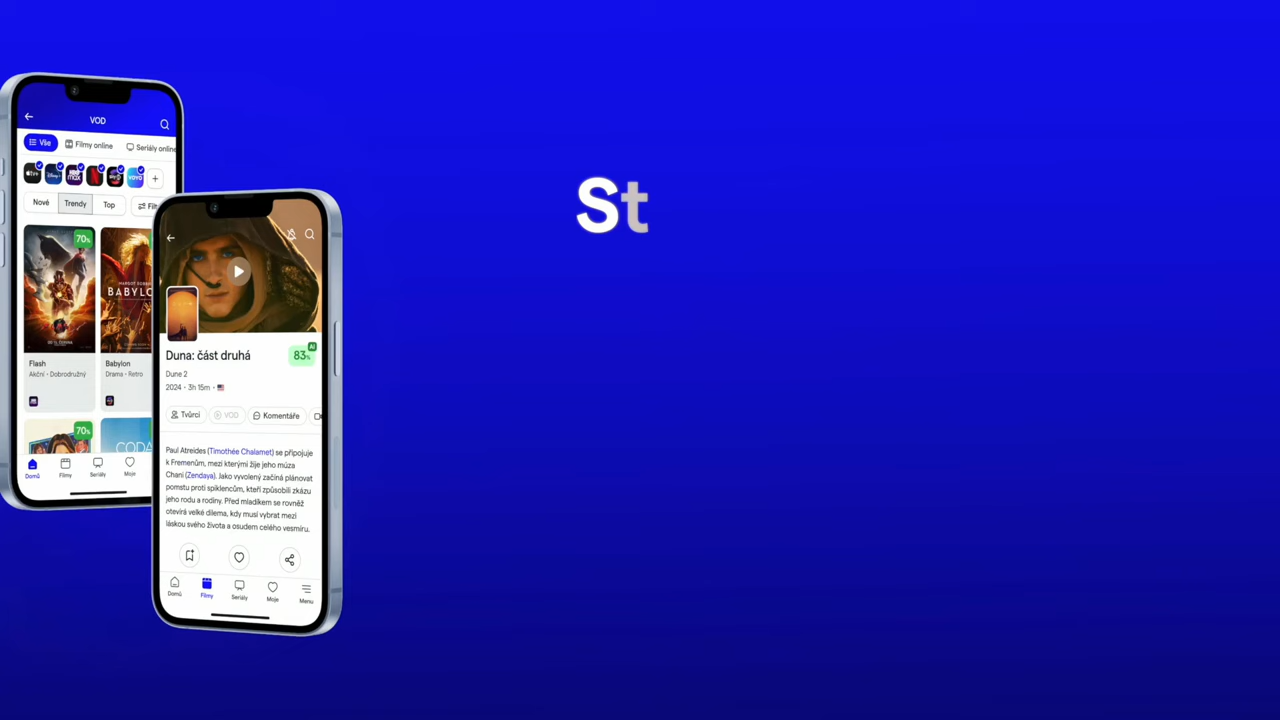 St
VOD
Vše
Filmy online
Seriály online
Nové
Trendy
Top
70%
Flash
Akční • Dobrodružný
Babylon
Drama • Retro
70%
Domů
Filmy
Seriály
Moje
Duna: část druhá
AI
83%
Dune 2
2024 • 3h 15m •
Tvůrci
VOD
Komentáře
Paul Atreides (Timothée Chalamet) se připojuje
k Fremenům, mezi kterými žije jeho múza
Chani (Zendaya). Jako vyvolený začíná plánovat
pomstu proti spiklencům, kteří způsobili zkázu
jeho rodu a rodiny. Před mladíkem se rovněž
otevírá velké dilema, kdy musí vybrat mezi
láskou svého života a osudem celého vesmíru.
Domů
Filmy
Seriály
Moje
Menu